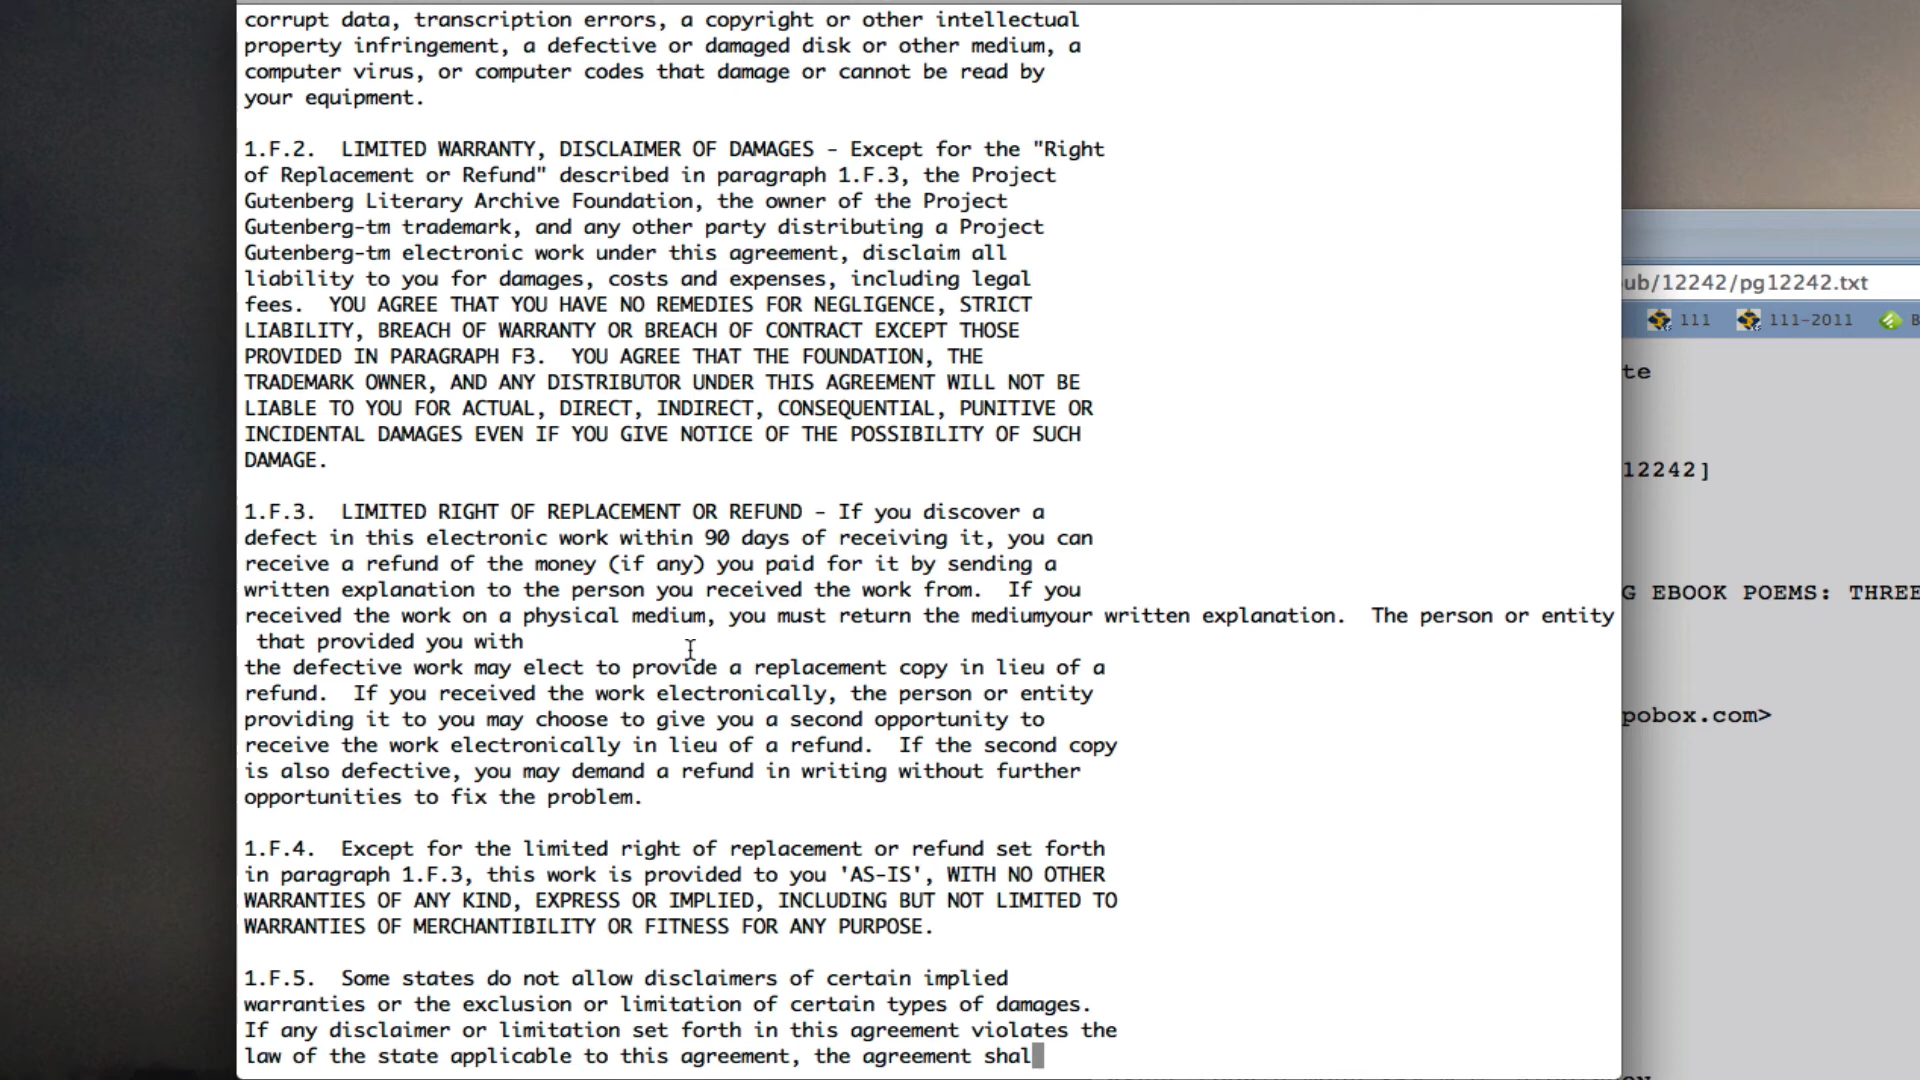 corrupt data, transcription errors, a copyright or other intellectual
property infringement, a defective or damaged disk or other medium, a
computer virus, or computer codes that damage or cannot be read by
your equipment.
1.F.2.  LIMITED WARRANTY, DISCLAIMER OF DAMAGES - Except for the "Right
of Replacement or Refund" described in paragraph 1.F.3, the Project
Gutenberg Literary Archive Foundation, the owner of the Project
Gutenberg-tm trademark, and any other party distributing a Project
Gutenberg-tm electronic work under this agreement, disclaim all
liability to you for damages, costs and expenses, including legal
fees.  YOU AGREE THAT YOU HAVE NO REMEDIES FOR NEGLIGENCE, STRICT
LIABILITY, BREACH OF WARRANTY OR BREACH OF CONTRACT EXCEPT THOSE
PROVIDED IN PARAGRAPH F3.  YOU AGREE THAT THE FOUNDATION, THE
TRADEMARK OWNER, AND ANY DISTRIBUTOR UNDER THIS AGREEMENT WILL NOT BE
LIABLE TO YOU FOR ACTUAL, DIRECT, INDIRECT, CONSEQUENTIAL, PUNITIVE OR
INCIDENTAL DAMAGES EVEN IF YOU GIVE NOTICE OF THE POSSIBILITY OF SUCH
DAMAGE.
1.F.3.  LIMITED RIGHT OF REPLACEMENT OR REFUND - If you discover a
defect in this electronic work within 90 days of receiving it, you can
receive a refund of the money (if any) you paid for it by sending a
written explanation to the person you received the work from.  If you
received the work on a physical medium, you must return the mediumyour written explanation.  The person or entity
that provided you with
the defective work may elect to provide a replacement copy in lieu of a
refund.  If you received the work electronically, the person or entity
providing it to you may choose to give you a second opportunity to
receive the work electronically in lieu of a refund.  If the second copy
is also defective, you may demand a refund in writing without further
opportunities to fix the problem.
1.F.4.  Except for the limited right of replacement or refund set forth
in paragraph 1.F.3, this work is provided to you 'AS-IS', WITH NO OTHER
WARRANTIES OF ANY KIND, EXPRESS OR IMPLIED, INCLUDING BUT NOT LIMITED TO
WARRANTIES OF MERCHANTIBILITY OR FITNESS FOR ANY PURPOSE.
1.F.5.  Some states do not allow disclaimers of certain implied
warranties or the exclusion or limitation of certain types of damages.
If any disclaimer or limitation set forth in this agreement violates the
law of the state applicable to this agreement, the agreement shal
ub/12242/pg12242.txt
111 111-2011 B
te
12242]
G EBOOK POEMS: THREE
pobox.com>